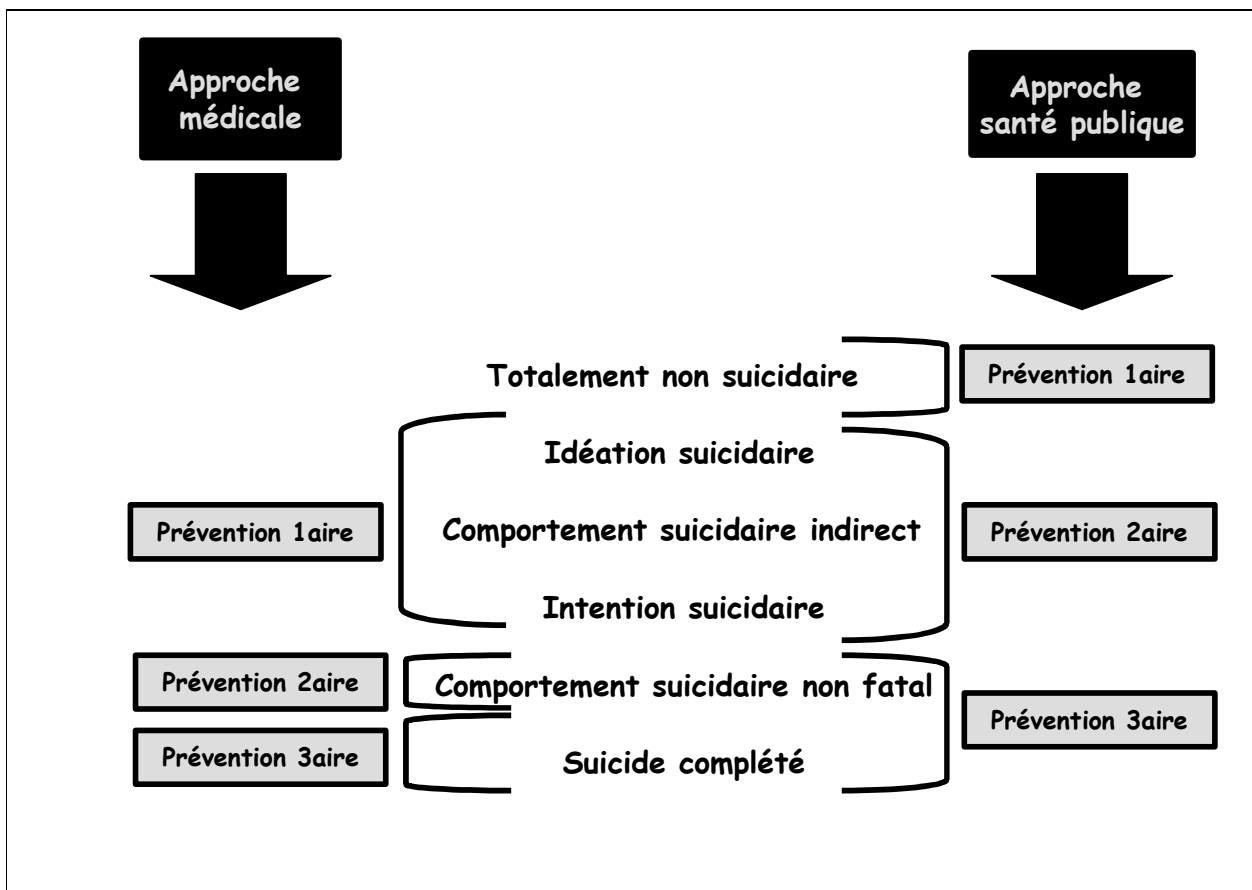 Approche
médicale
Approche
santé publique
Totalement non suicidaire
Prévention 1aire
Idéation suicidaire
Prévention 1aire
Comportement suicidaire indirect
Prévention 2aire
Intention suicidaire
Prévention 2aire
Comportement suicidaire non fatal
Prévention 3aire
Prévention 3aire
Suicide complété